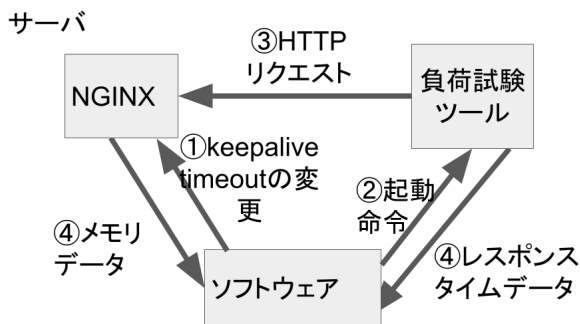 サーバ
③HTTP
リクエスト
NGINX
負荷試験
ツール
①keepalive
timeoutの変
更
②起動
命令
④メモリ
データ
ソフトウェア
④レスポンス
タイムデータ